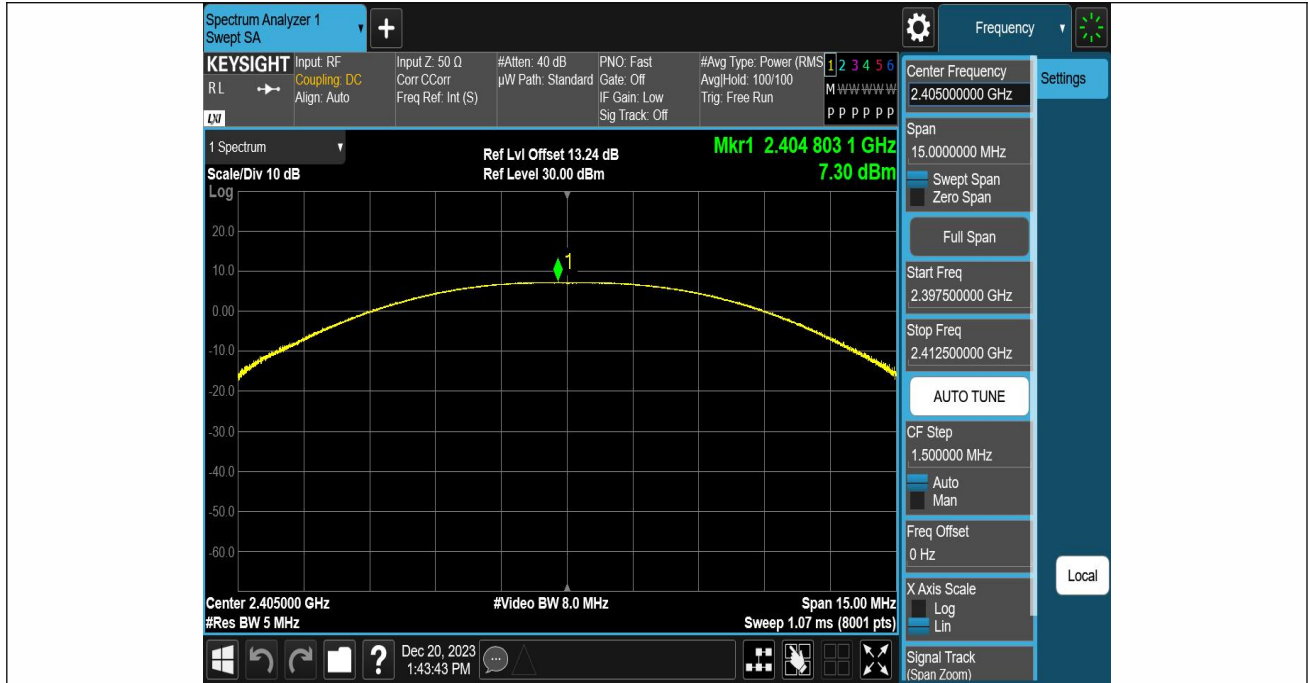 Spectrum Analyzer 1
Swept SA
+
Frequency
KEYSIGHT
R L
LXI
Input: RF
Coupling: DC
Align: Auto
Input Z: 50 Ω
Corr CCorr
Freq Ref: Int (S)
#Atten: 40 dB
µW Path: Standard
PNO: Fast
Gate: Off
IF Gain: Low
Sig Track: Off
#Avg Type: Power (RMS
Avg|Hold: 100/100
Trig: Free Run
1 2 3 4 5 6
M W W W W W
P P P P P P
1 Spectrum
Scale/Div 10 dB
Log
Ref Lvl Offset 13.24 dB
Ref Level 30.00 dBm
Mkr1 2.404 803 1 GHz
7.30 dBm
20.0
10.0
0.00
-10.0
-20.0
-30.0
-40.0
-50.0
-60.0
1
Center 2.405000 GHz
#Res BW 5 MHz
#Video BW 8.0 MHz
Span 15.00 MHz
Sweep 1.07 ms (8001 pts)
Center Frequency
2.405000000 GHz
Settings
Span
15.0000000 MHz
Swept Span
Zero Span
Full Span
Start Freq
2.397500000 GHz
Stop Freq
2.412500000 GHz
AUTO TUNE
CF Step
1.500000 MHz
Auto
Man
Freq Offset
0 Hz
X Axis Scale
Log
Lin
Local
Signal Track
(Span Zoom)
?
Dec 20, 2023
1:43:43 PM